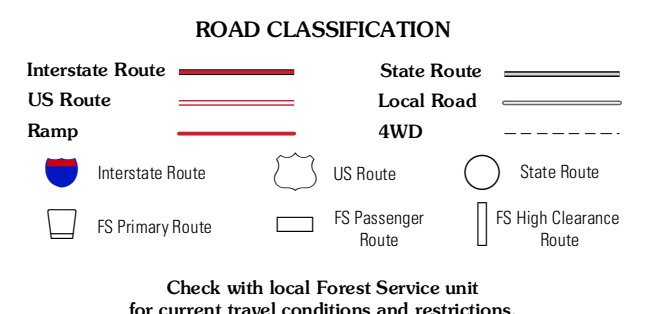 ROAD CLASSIFICATION
Interstate Route
State Route
US Route
Local Road
Ramp
4WD
Interstate Route
US Route
State Route
FS Primary Route
FS Passenger
Route
FS High Clearance
Route
Check with local Forest Service unit
for current travel conditions and restrictions.